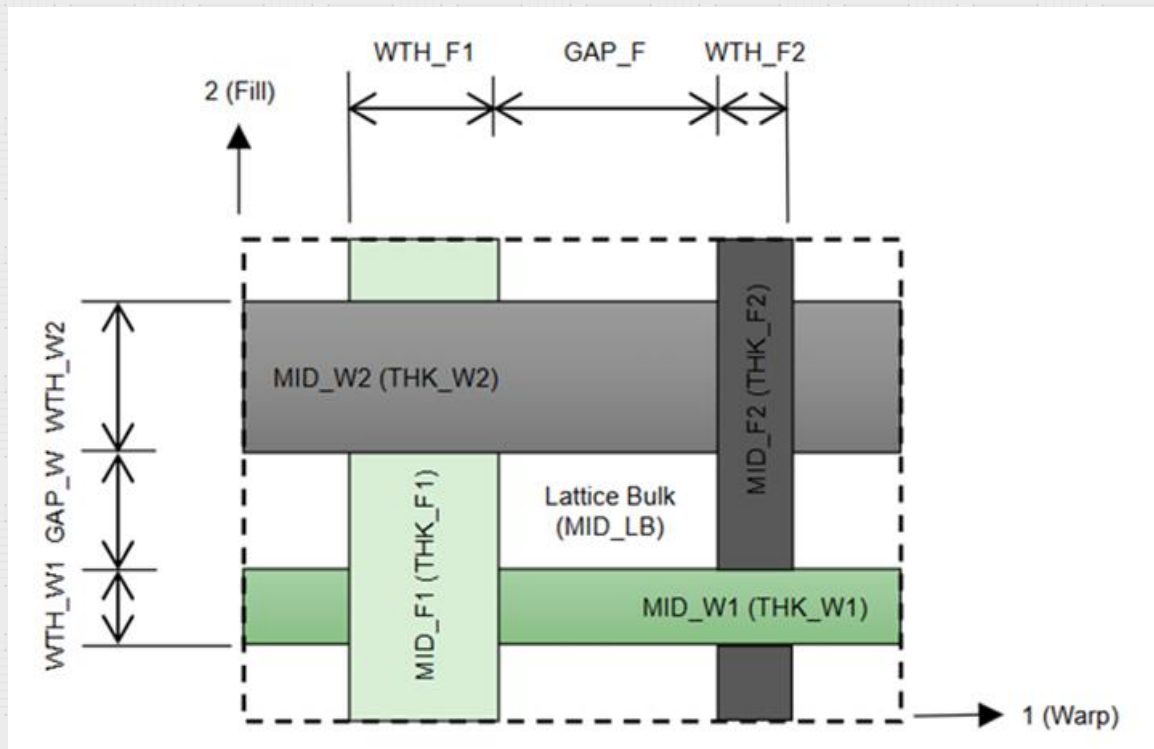 WTH_F1
GAP_F
WTH_F2
2 (Fill)
WTH_W2
MID_W2 (THK_W2)
MID_F2 (THK_F2)
GAP_W
MID_F1 (THK_F1)
Lattice Bulk
(MID_LB)
WTH_W1
MID_W1 (THK_W1)
1 (Warp)